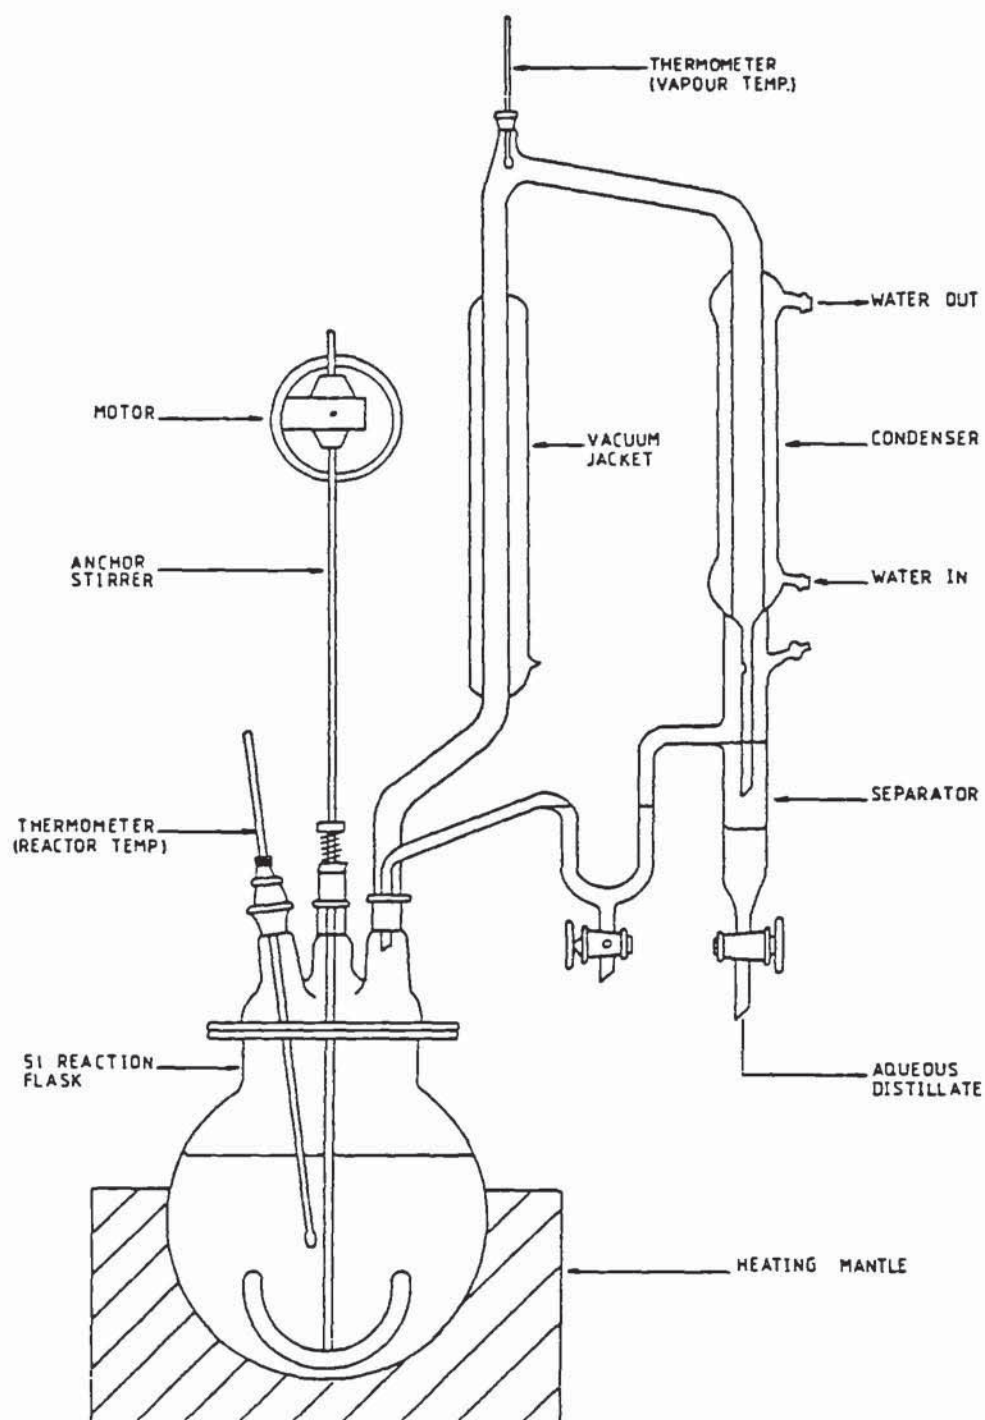 THERMOMETER
(VAPOUR TEMP.)
WATER OUT
MOTOR
VACUUM
JACKET
CONDENSER
ANCHOR
STIRRER
WATER IN
SEPARATOR
THERMOMETER
(REACTOR TEMP)
5l REACTION
FLASK
AQUEOUS
DISTILLATE
HEATING MANTLE